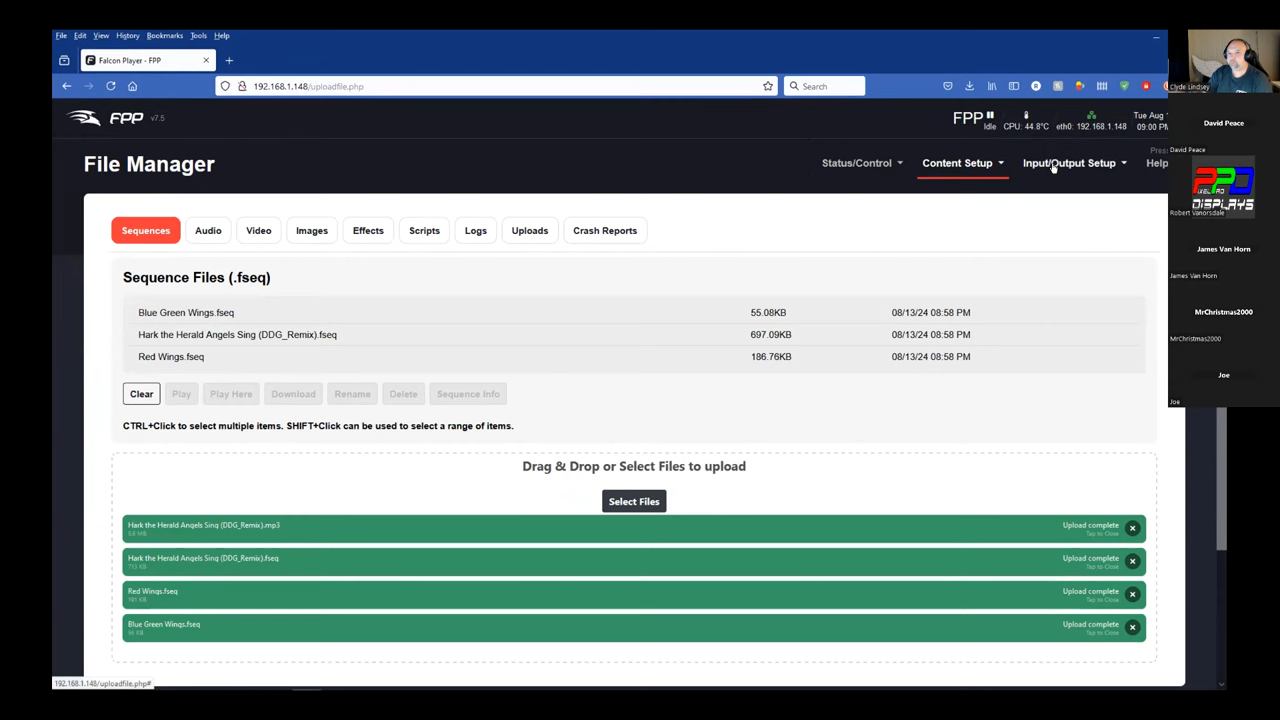 File Edit View History Bookmarks Tools Help
Falcon Player - FPP
192.168.1.148/uploadfile.php
Search
Clyde Lindsey
FPP v7.5
FPP
Idle
CPU: 44.8°C
eth0: 192.168.1.148
Tue Aug
09:00 PM
David Peace
David Peace
File Manager
Status/Control
Content Setup
Input/Output Setup
Help
PPD
DISPLAYS
Robert Vanorsdale
Sequences Audio Video Images Effects Scripts Logs Uploads Crash Reports
James Van Horn
James Van Horn
Sequence Files (.fseq)
Blue Green Wings.fseq 55.08KB 08/13/24 08:58 PM
Hark the Herald Angels Sing (DDG_Remix).fseq 697.09KB 08/13/24 08:58 PM
Red Wings.fseq 186.76KB 08/13/24 08:58 PM
MrChristmas2000
MrChristmas2000
Joe
Joe
Clear Play Play Here Download Rename Delete Sequence Info
CTRL+Click to select multiple items. SHIFT+Click can be used to select a range of items.
Drag & Drop or Select Files to upload
Select Files
Hark the Herald Angels Sing (DDG_Remix).mp3 Upload complete
5.8 MB Tap to Close
Hark the Herald Angels Sing (DDG_Remix).fseq Upload complete
713 KB Tap to Close
Red Wings.fseq Upload complete
191 KB Tap to Close
Blue Green Wings.fseq Upload complete
56 KB Tap to Close
192.168.1.148/uploadfile.php#